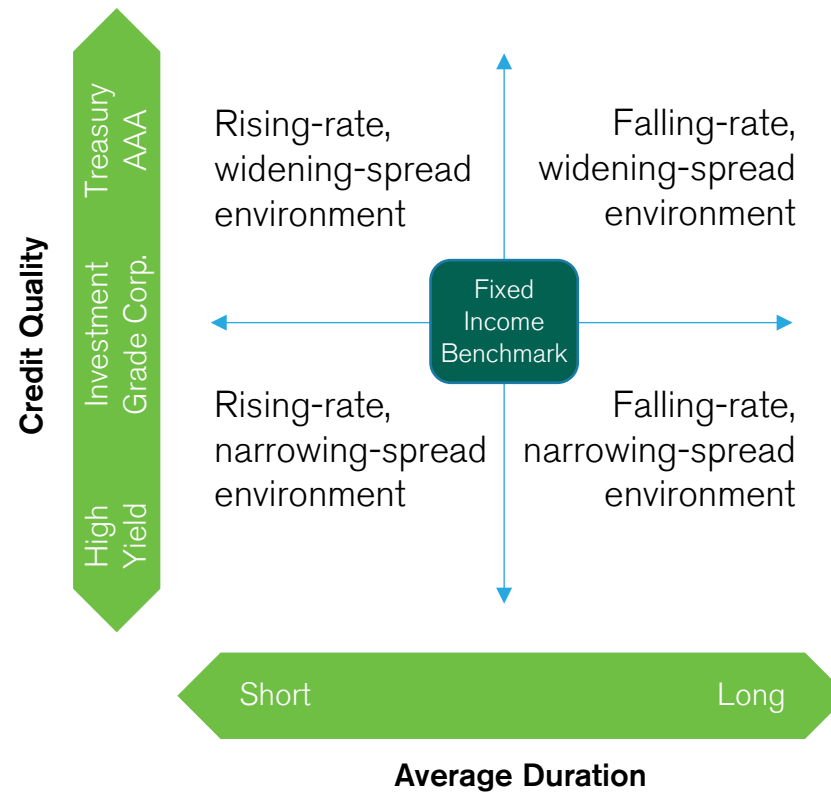 Credit Quality
Treasury
AAA
Investment
Grade Corp.
High
Yield
Rising-rate,
widening-spread
environment
Falling-rate,
widening-spread
environment
Fixed
Income
Benchmark
Rising-rate,
narrowing-spread
environment
Falling-rate,
narrowing-spread
environment
Short
Long
Average Duration